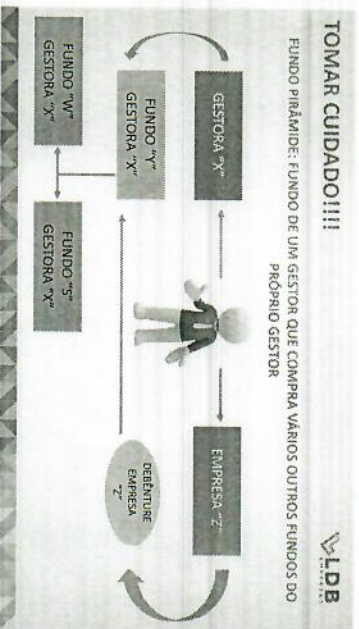 TOMAR CUIDADO!!!!
LDB
EMPRESAS
FUNDO PIRÂMIDE: FUNDO DE UM GESTOR QUE COMPRA VÁRIOS OUTROS FUNDOS DO
PRÓPRIO GESTOR
GESTORA "X"
EMPRESA "Z"
FUNDO "Y"
GESTORA "X"
DEBÊNTURE
EMPRESA
"Z"
FUNDO "W"
GESTORA "X"
FUNDO "S"
GESTORA "X"